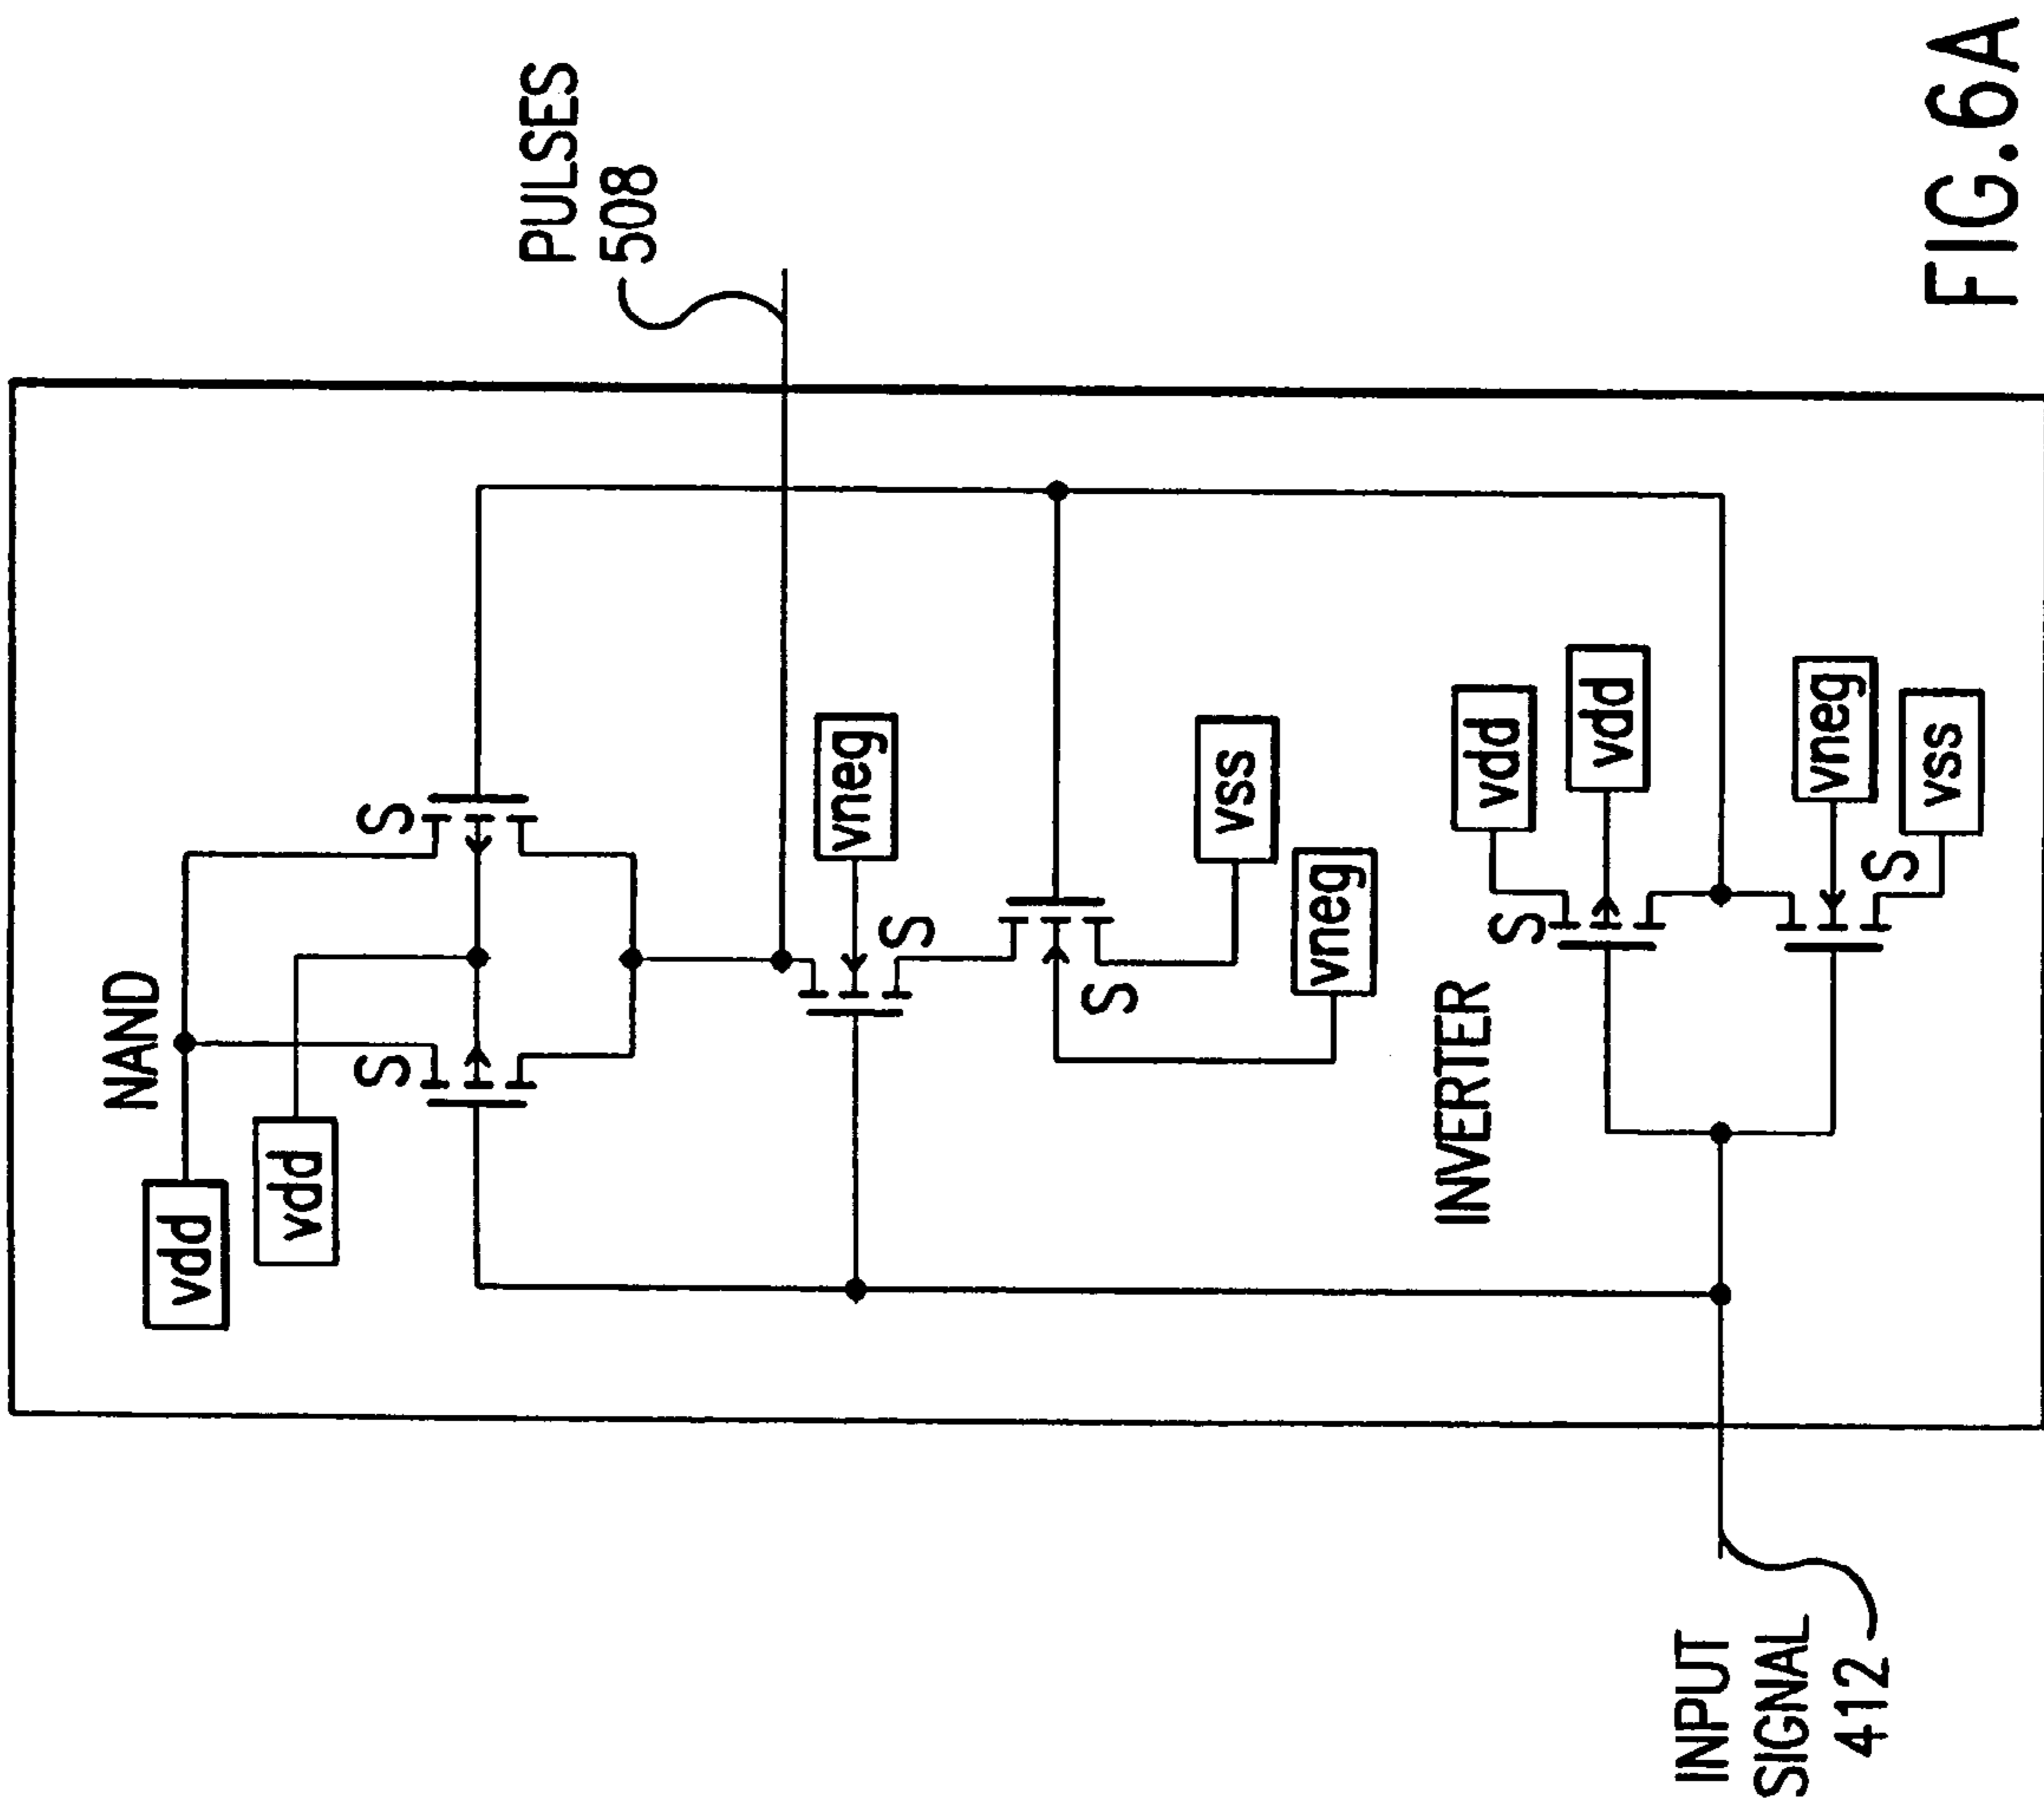 NAND
vdd
vdd
S
S
PULSES
508
vneg
S
S
vss
vneg
INVERTER
vdd
S
vdd
vneg
S
vss
INPUT
SIGNAL
412
FIG.6A